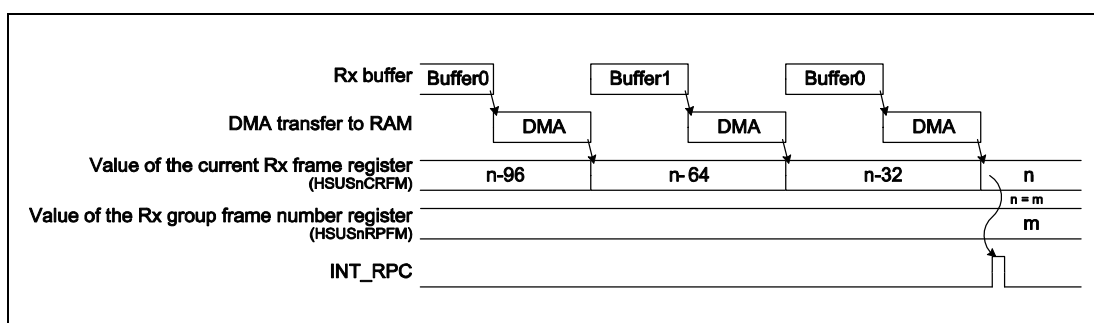 Rx buffer
Buffer0
Buffer1
Buffer0
DMA transfer to RAM
DMA
DMA
DMA
Value of the current Rx frame register
(HSUSnCRFM)
n-96
n- 64
n-32
n
n = m
Value of the Rx group frame number register
(HSUSnRPFM)
m
INT_RPC